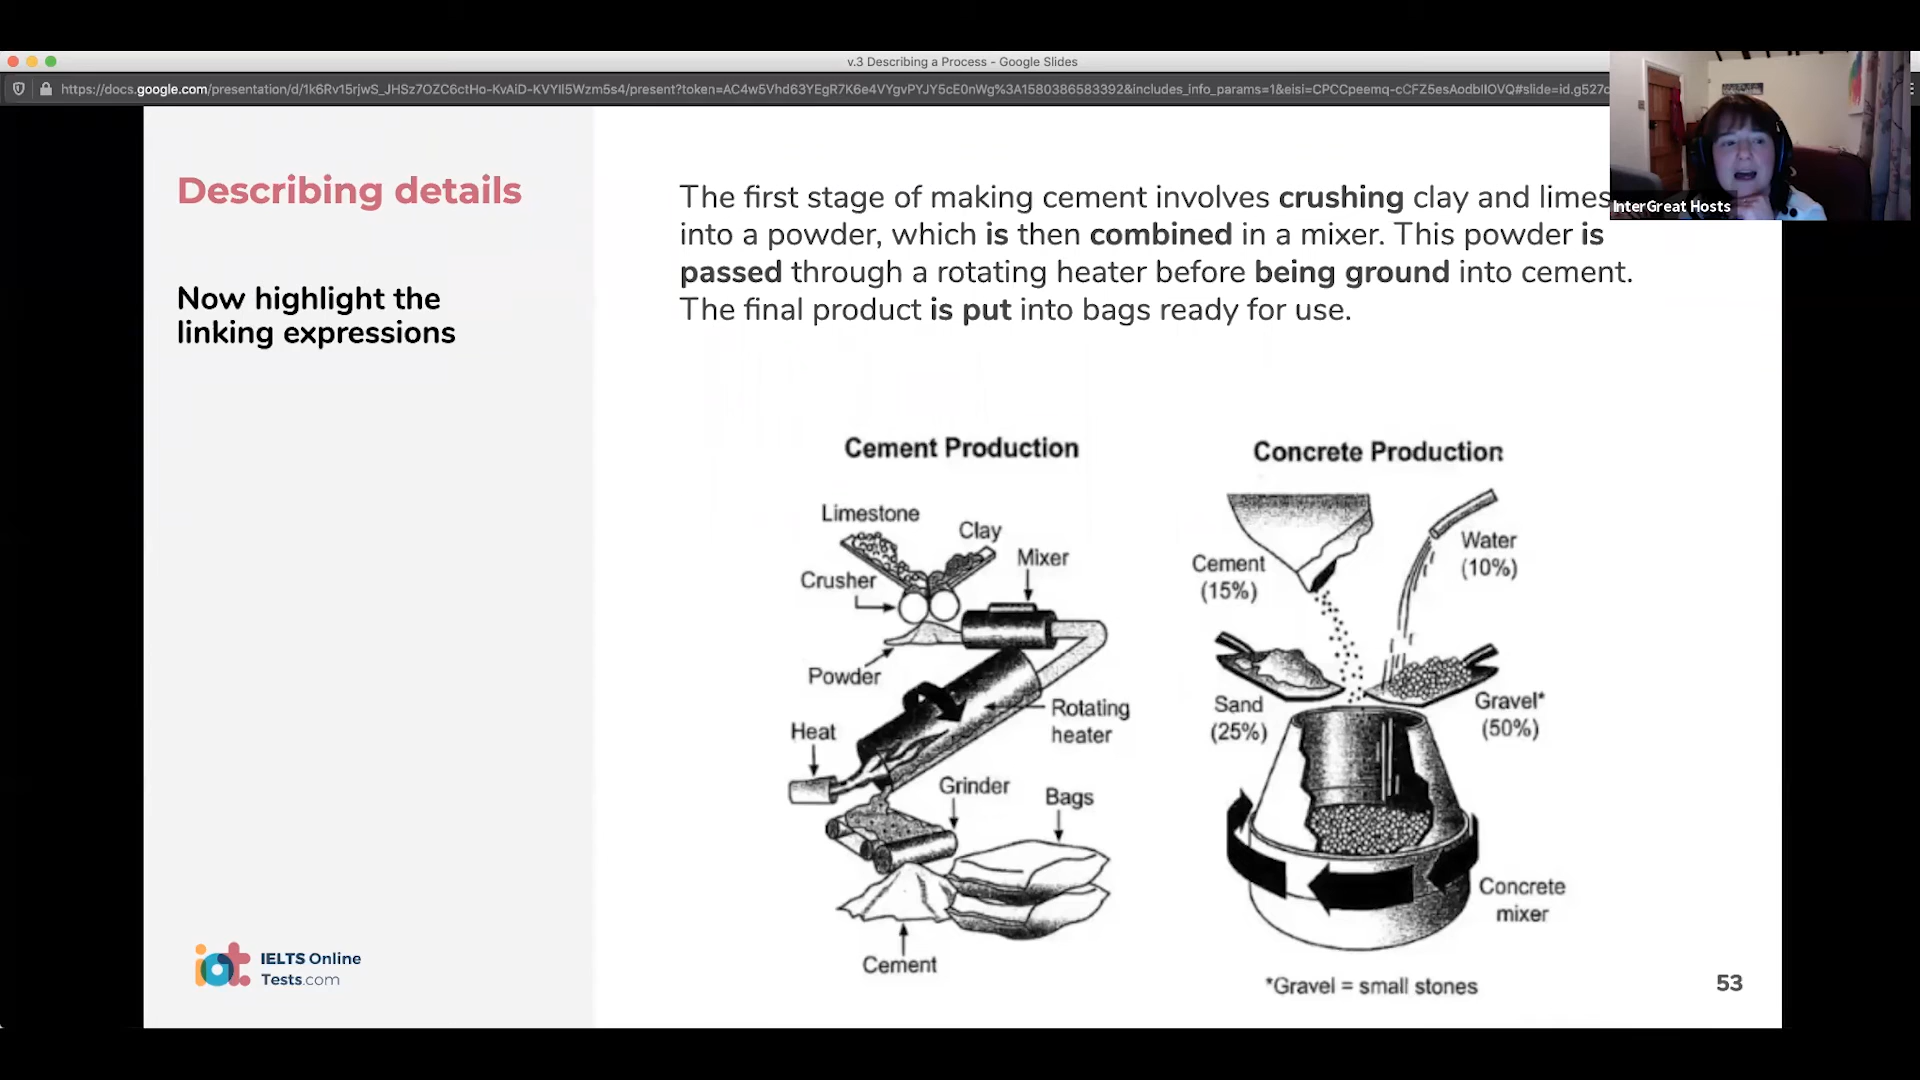 v.3 Describing a Process - Google Slides
InterGreat Hosts
Describing details
Now highlight the
linking expressions
The first stage of making cement involves crushing clay and limes
into a powder, which is then combined in a mixer. This powder is
passed through a rotating heater before being ground into cement.
The final product is put into bags ready for use.
Cement Production
Limestone
Clay
Mixer
Crusher
Powder
Rotating
heater
Heat
Grinder
Bags
Cement
Concrete Production
Cement
(15%)
Water
(10%)
Sand
(25%)
Gravel*
(50%)
Concrete
mixer
*Gravel = small stones
iot
IELTS Online
Tests.com
53